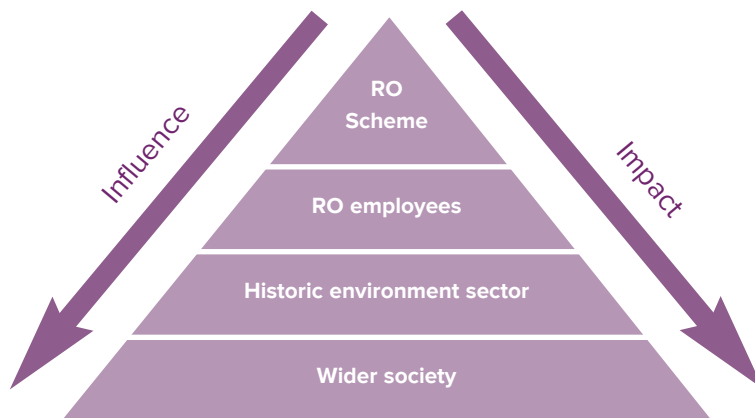 RO
Scheme
Influence
Impact
RO employees
Historic environment sector
Wider society